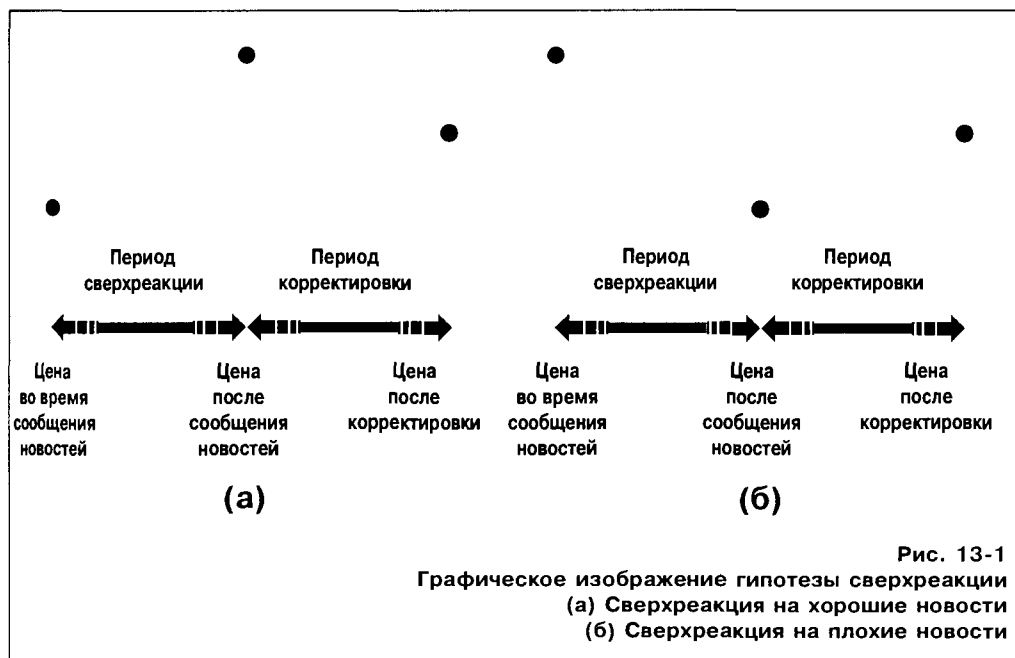 Период
сверхреакции
Период
корректировки
Период
сверхреакции
Период
корректировки
Цена
во время
сообщения
новостей
Цена
после
сообщения
новостей
Цена
после
корректировки
Цена
во время
сообщения
новостей
Цена
после
сообщения
новостей
Цена
после
корректировки
(а)
(б)
Рис. 13-1
Графическое изображение гипотезы сверхреакции
(а) Сверхреакция на хорошие новости
(б) Сверхреакция на плохие новости